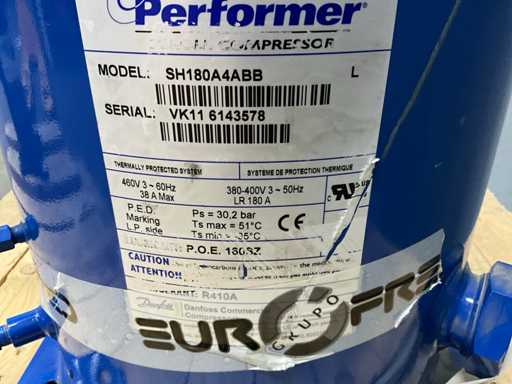 Performer
COMPRESSOR
MODEL: SH180A4ABB L
SERIAL: VK11 6143578
THERMALLY PROTECTED SYSTEM
SYSTEME DE PROTECTION THERMIQUE
460V 3 ~ 60Hz
38 A Max
380-400V 3 ~ 50Hz
LR 180 A
P.E.D.
Marking
L.P. side
Ps = 30,2 bar
Ts max = 51°C
Ts min = -35°C
CE
P.O.E. 160SZ
CAUTION
ATTENTION
R410A
Danfoss Danfoss Commercial
Compressors
GRUPO
EUROFRED